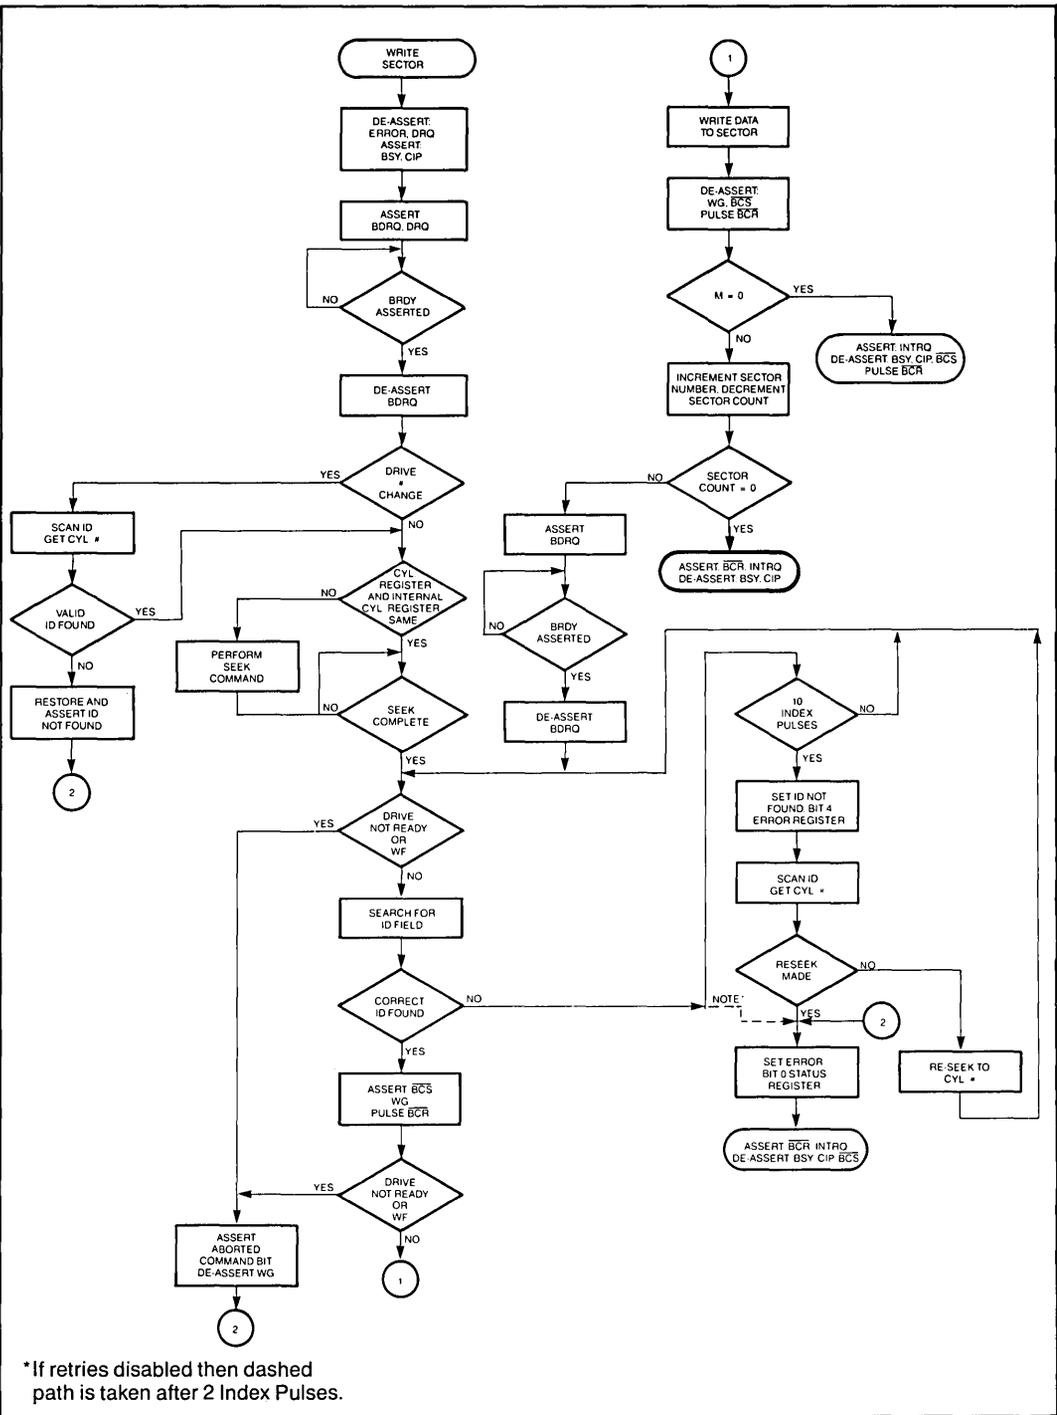 WRITE
SECTOR
DE-ASSERT:
ERROR, DRQ
ASSERT
BSY, CIP
ASSERT
BDRQ, DRQ
BRDY
ASSERTED
NO
YES
DE-ASSERT
BDRQ
DRIVE
#
CHANGE
YES
NO
SCAN ID
GET CYL #
VALID
ID FOUND
YES
NO
RESTORE AND
ASSERT ID
NOT FOUND
2
CYL
REGISTER
AND INTERNAL
CYL REGISTER
SAME
NO
YES
PERFORM
SEEK
COMMAND
SEEK
COMPLETE
NO
YES
DRIVE
NOT READY
OR
WF
YES
NO
SEARCH FOR
ID FIELD
CORRECT
ID FOUND
NO
YES
ASSERT B̅C̅S̅
WG
PULSE B̅C̅R̅
DRIVE
NOT READY
OR
WF
YES
NO
1
ASSERT
ABORTED
COMMAND BIT
DE-ASSERT WG
2
1
WRITE DATA
TO SECTOR
DE-ASSERT:
WG, B̅C̅S̅
PULSE B̅C̅R̅
M = 0
YES
NO
ASSERT: INTRQ
DE-ASSERT: BSY, CIP, B̅C̅S̅
PULSE B̅C̅R̅
INCREMENT SECTOR
NUMBER, DECREMENT
SECTOR COUNT
SECTOR
COUNT = 0
NO
YES
ASSERT: B̅C̅R̅, INTRQ
DE-ASSERT: BSY, CIP
ASSERT
BDRQ
BRDY
ASSERTED
NO
YES
DE-ASSERT
BDRQ
10
INDEX
PULSES
NO
YES
SET ID NOT
FOUND, BIT 4
ERROR REGISTER
SCAN ID
GET CYL #
RESEEK
MADE
NO
YES
NOTE*
2
RE-SEEK TO
CYL #
SET ERROR
BIT 0 STATUS
REGISTER
ASSERT B̅C̅R̅ INTRQ
DE-ASSERT BSY CIP B̅C̅S̅
*If retries disabled then dashed
path is taken after 2 Index Pulses.